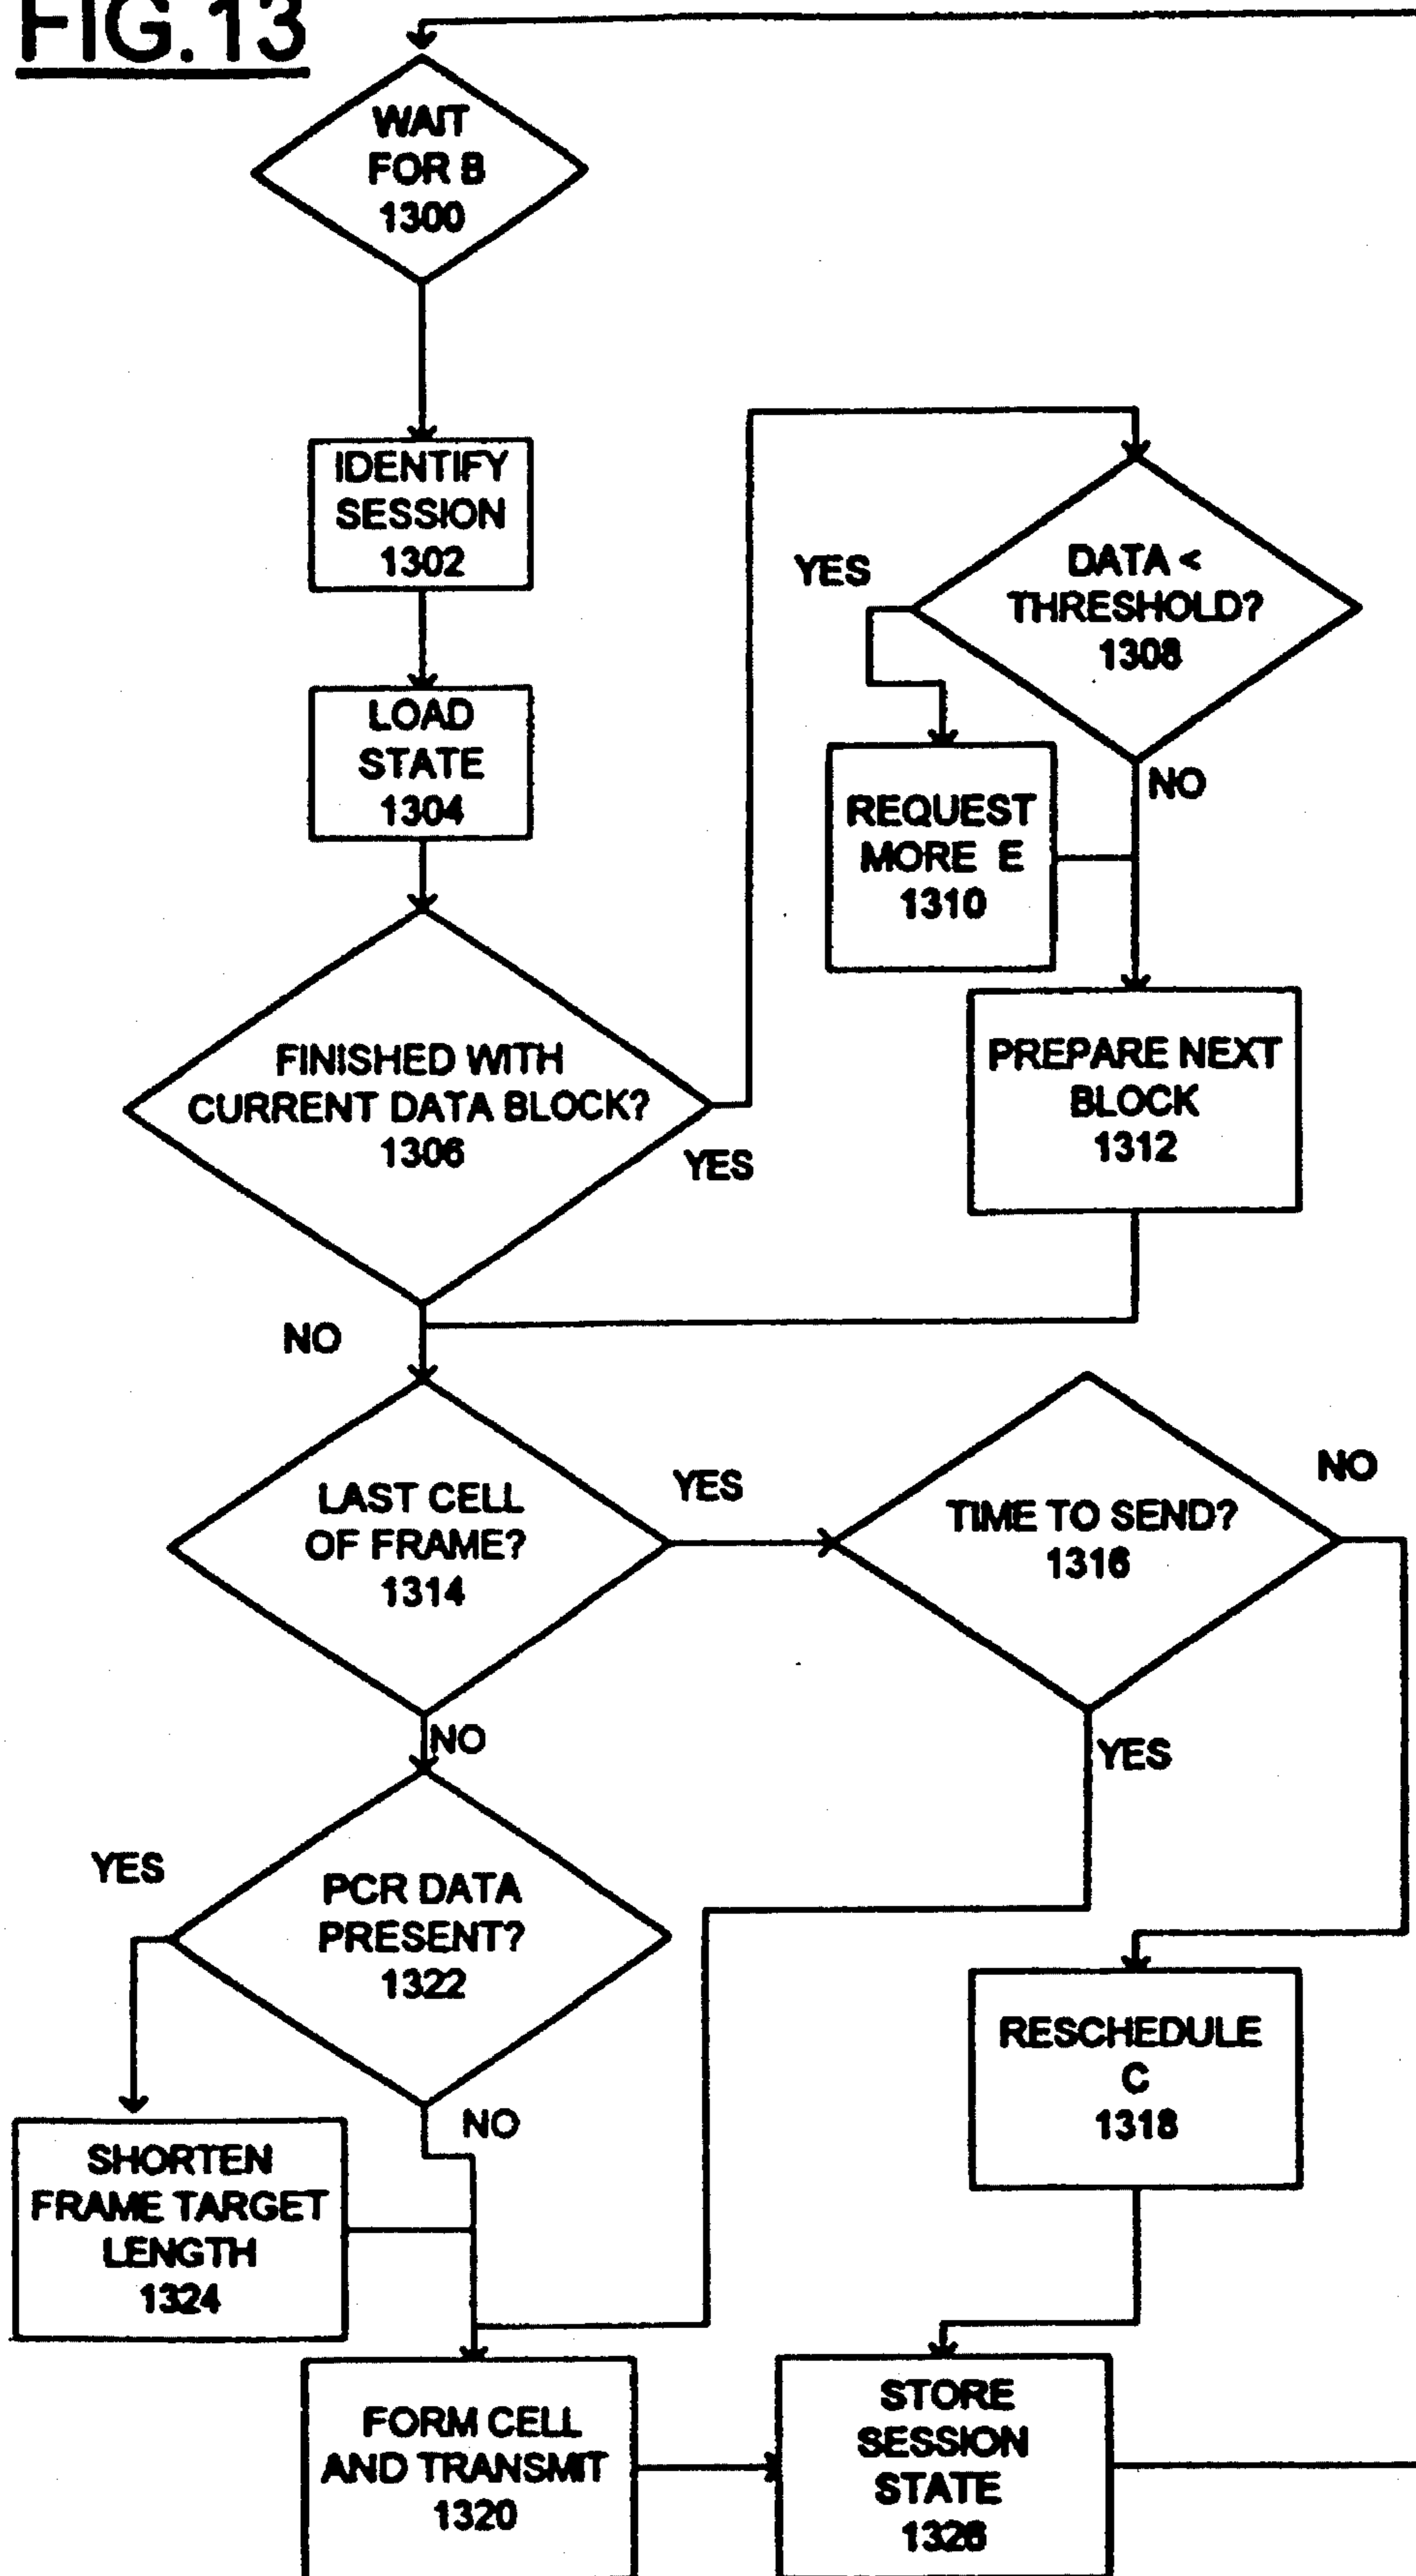 FIG.13
WAIT
FOR B
1300
IDENTIFY
SESSION
1302
LOAD
STATE
1304
FINISHED WITH
CURRENT DATA BLOCK?
1306
YES
NO
DATA <
THRESHOLD?
1308
YES
NO
REQUEST
MORE E
1310
PREPARE NEXT
BLOCK
1312
LAST CELL
OF FRAME?
1314
YES
NO
TIME TO SEND?
1316
NO
YES
PCR DATA
PRESENT?
1322
YES
NO
RESCHEDULE
C
1318
SHORTEN
FRAME TARGET
LENGTH
1324
FORM CELL
AND TRANSMIT
1320
STORE
SESSION
STATE
1326